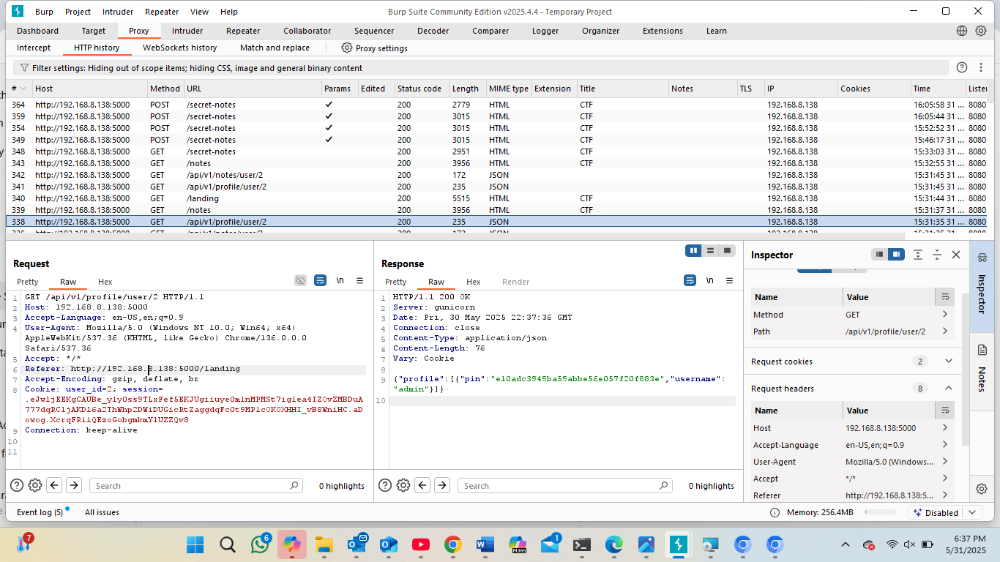 Burp Project Intruder Repeater View Help Burp Suite Community Edition v2025.4.4 - Temporary Project
Dashboard Target Proxy Intruder Repeater Collaborator Sequencer Decoder Comparer Logger Organizer Extensions Learn
Intercept HTTP history WebSockets history Match and replace Proxy settings
Filter settings: Hiding out of scope items; hiding CSS, image and general binary content
# Host Method URL Params Edited Status code Length MIME type Extension Title Notes TLS IP Cookies Time Listen
364 http://192.168.8.138:5000 POST /secret-notes ✓ 200 2779 HTML CTF 192.168.8.138 16:05:58 31 ... 8080
359 http://192.168.8.138:5000 POST /secret-notes ✓ 200 3015 HTML CTF 192.168.8.138 16:05:44 31 ... 8080
354 http://192.168.8.138:5000 POST /secret-notes ✓ 200 3015 HTML CTF 192.168.8.138 15:52:52 31 ... 8080
349 http://192.168.8.138:5000 POST /secret-notes ✓ 200 3015 HTML CTF 192.168.8.138 15:46:17 31 ... 8080
348 http://192.168.8.138:5000 GET /secret-notes 200 2951 HTML CTF 192.168.8.138 15:33:03 31 ... 8080
343 http://192.168.8.138:5000 GET /notes 200 3956 HTML CTF 192.168.8.138 15:32:55 31 ... 8080
342 http://192.168.8.138:5000 GET /api/v1/notes/user/2 200 172 JSON 192.168.8.138 15:31:45 31 ... 8080
341 http://192.168.8.138:5000 GET /api/v1/profile/user/2 200 235 JSON 192.168.8.138 15:31:45 31 ... 8080
340 http://192.168.8.138:5000 GET /landing 200 5515 HTML CTF 192.168.8.138 15:31:44 31 ... 8080
339 http://192.168.8.138:5000 GET /notes 200 3956 HTML CTF 192.168.8.138 15:31:37 31 ... 8080
338 http://192.168.8.138:5000 GET /api/v1/profile/user/2 200 235 JSON 192.168.8.138 15:31:35 31 ... 8080
Request
Pretty Raw Hex \n
1 GET /api/v1/profile/user/2 HTTP/1.1
2 Host: 192.168.8.138:5000
3 Accept-Language: en-US,en;q=0.9
4 User-Agent: Mozilla/5.0 (Windows NT 10.0; Win64; x64)
AppleWebKit/537.36 (KHTML, like Gecko) Chrome/136.0.0.0
Safari/537.36
5 Accept: */*
6 Referer: http://192.168.8.138:5000/landing
7 Accept-Encoding: gzip, deflate, br
8 Cookie: user_id=2; session=
9 Connection: keep-alive
10
11
Search 0 highlights
Response
Pretty Raw Hex Render \n
1 HTTP/1.1 200 OK
2 Server: gunicorn
3 Date: Fri, 30 May 2025 22:37:36 GMT
4 Connection: close
5 Content-Type: application/json
6 Content-Length: 76
7 Vary: Cookie
8
9 {"profile":[{"pin":"e10adc3949ba59abbe56e057f20f883e","username":
"admin"}]}
10
Search 0 highlights
Inspector
Name Value
Method GET
Path /api/v1/profile/user/2
Request cookies 2
Request headers 8
Name Value
Host 192.168.8.138:5000
Accept-Language en-US,en;q=0.9
User-Agent Mozilla/5.0 (Windows...
Accept */*
Referer http://192.168.8.138:5...
Inspector
Notes
Event log (5) All issues Memory: 256.4MB Disabled
7 6 M365 1
6:37 PM
5/31/2025